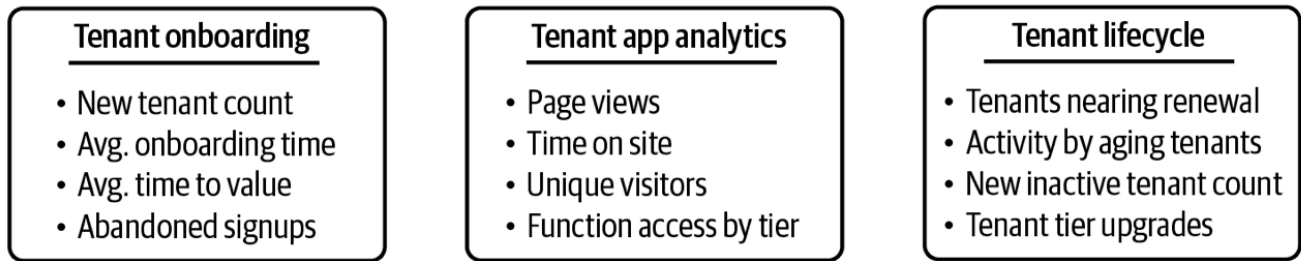 Tenant onboarding
• New tenant count
• Avg. onboarding time
• Avg. time to value
• Abandoned signups
Tenant app analytics
• Page views
• Time on site
• Unique visitors
• Function access by tier
Tenant lifecycle
• Tenants nearing renewal
• Activity by aging tenants
• New inactive tenant count
• Tenant tier upgrades